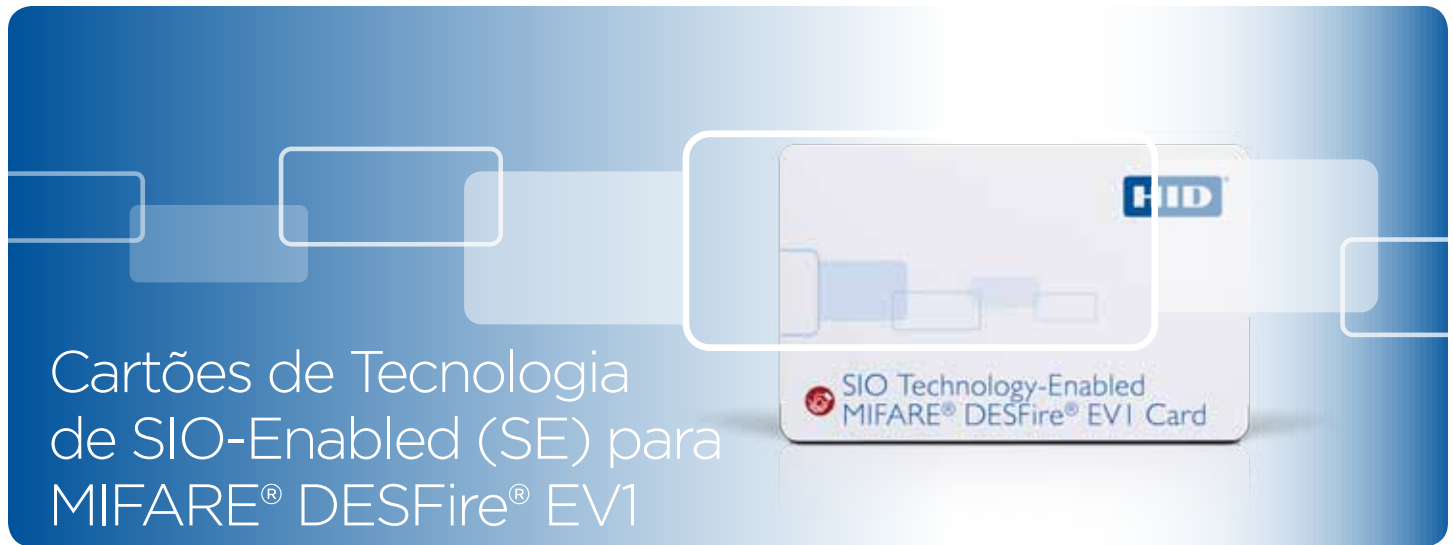 HID
SIO Technology-Enabled
MIFARE® DESFire® EV1 Card
Cartões de Tecnologia
de SIO-Enabled (SE) para
MIFARE® DESFire® EV1